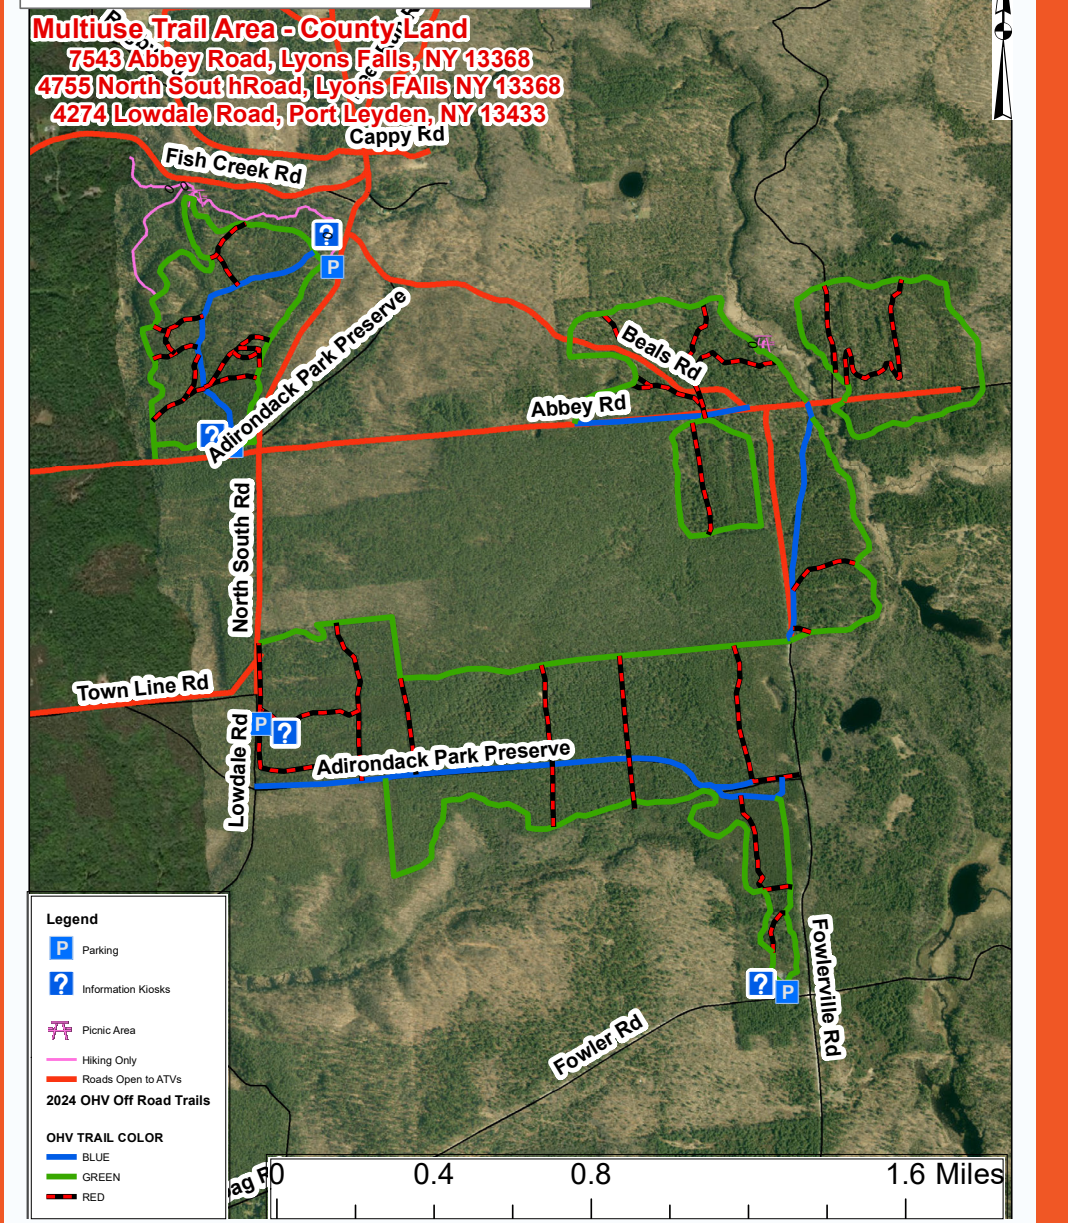 Multiuse Trail Area - County Land
7543 Abbey Road, Lyons Falls, NY 13368
4755 North Sout hRoad, Lyons FAlls NY 13368
4274 Lowdale Road, Port Leyden, NY 13433
Cappy Rd
Fish Creek Rd
?
P
Adirondack Park Preserve
Beals Rd
Abbey Rd
?
North South Rd
Town Line Rd
P
?
Lowdale Rd
Adirondack Park Preserve
Fowlerville Rd
?
P
Fowler Rd
Legend
P Parking
? Information Kiosks
Picnic Area
Hiking Only
Roads Open to ATVs
2024 OHV Off Road Trails
OHV TRAIL COLOR
BLUE
GREEN
RED
0 0.4 0.8 1.6 Miles